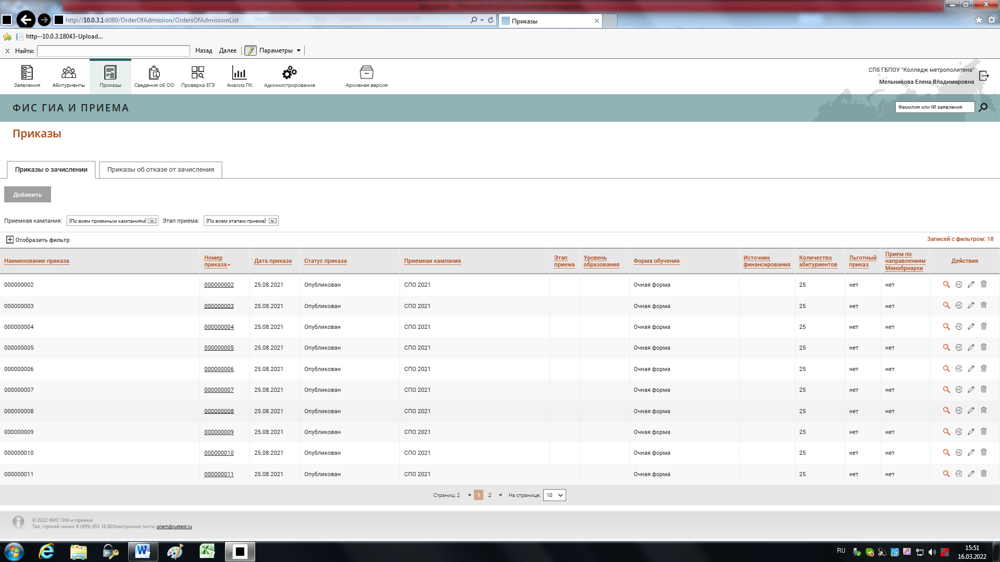 http://10.0.3.1:8080/OrderOfAdmission/OrdersOfAdmissionList
Приказы
http--10.0.3.18043-Upload...
Найти:
Назад Далее Параметры
Заявления Абитуриенты Приказы Сведения об ОО Проверка ЕГЭ Анализ ПК Администрирование Архивная версия
СПб ГБПОУ "Колледж метрополитена"
Мельникова Елена Владимировна
ФИС ГИА И ПРИЕМА
Фамилия или № заявления
Приказы
Приказы о зачислении Приказы об отказе от зачисления
Добавить
Приемная кампания: [По всем приемным кампаниям] Этап приема: [По всем этапам приема]
Отобразить фильтр
Записей с фильтром: 18
Наименование приказа Номер приказа Дата приказа Статус приказа Приемная кампания Этап приема Уровень образования Форма обучения Источник финансирования Количество абитуриентов Льготный приказ Прием по направлениям Минобрнауки Действия
000000002 000000002 25.08.2021 Опубликован СПО 2021 Очная форма 25 нет нет
000000003 000000003 25.08.2021 Опубликован СПО 2021 Очная форма 25 нет нет
000000004 000000004 25.08.2021 Опубликован СПО 2021 Очная форма 25 нет нет
000000005 000000005 25.08.2021 Опубликован СПО 2021 Очная форма 25 нет нет
000000006 000000006 25.08.2021 Опубликован СПО 2021 Очная форма 25 нет нет
000000007 000000007 25.08.2021 Опубликован СПО 2021 Очная форма 25 нет нет
000000008 000000008 25.08.2021 Опубликован СПО 2021 Очная форма 25 нет нет
000000009 000000009 25.08.2021 Опубликован СПО 2021 Очная форма 25 нет нет
000000010 000000010 25.08.2021 Опубликован СПО 2021 Очная форма 25 нет нет
000000011 000000011 25.08.2021 Опубликован СПО 2021 Очная форма 25 нет нет
Страниц: 2 « 1 2 » На странице: 10
© 2022 ФИС ГИА и приема
Тел. горячей линии: 8 (499) 455 16 80Электронная почта: priem@rustest.ru
RU
15:51
16.03.2022